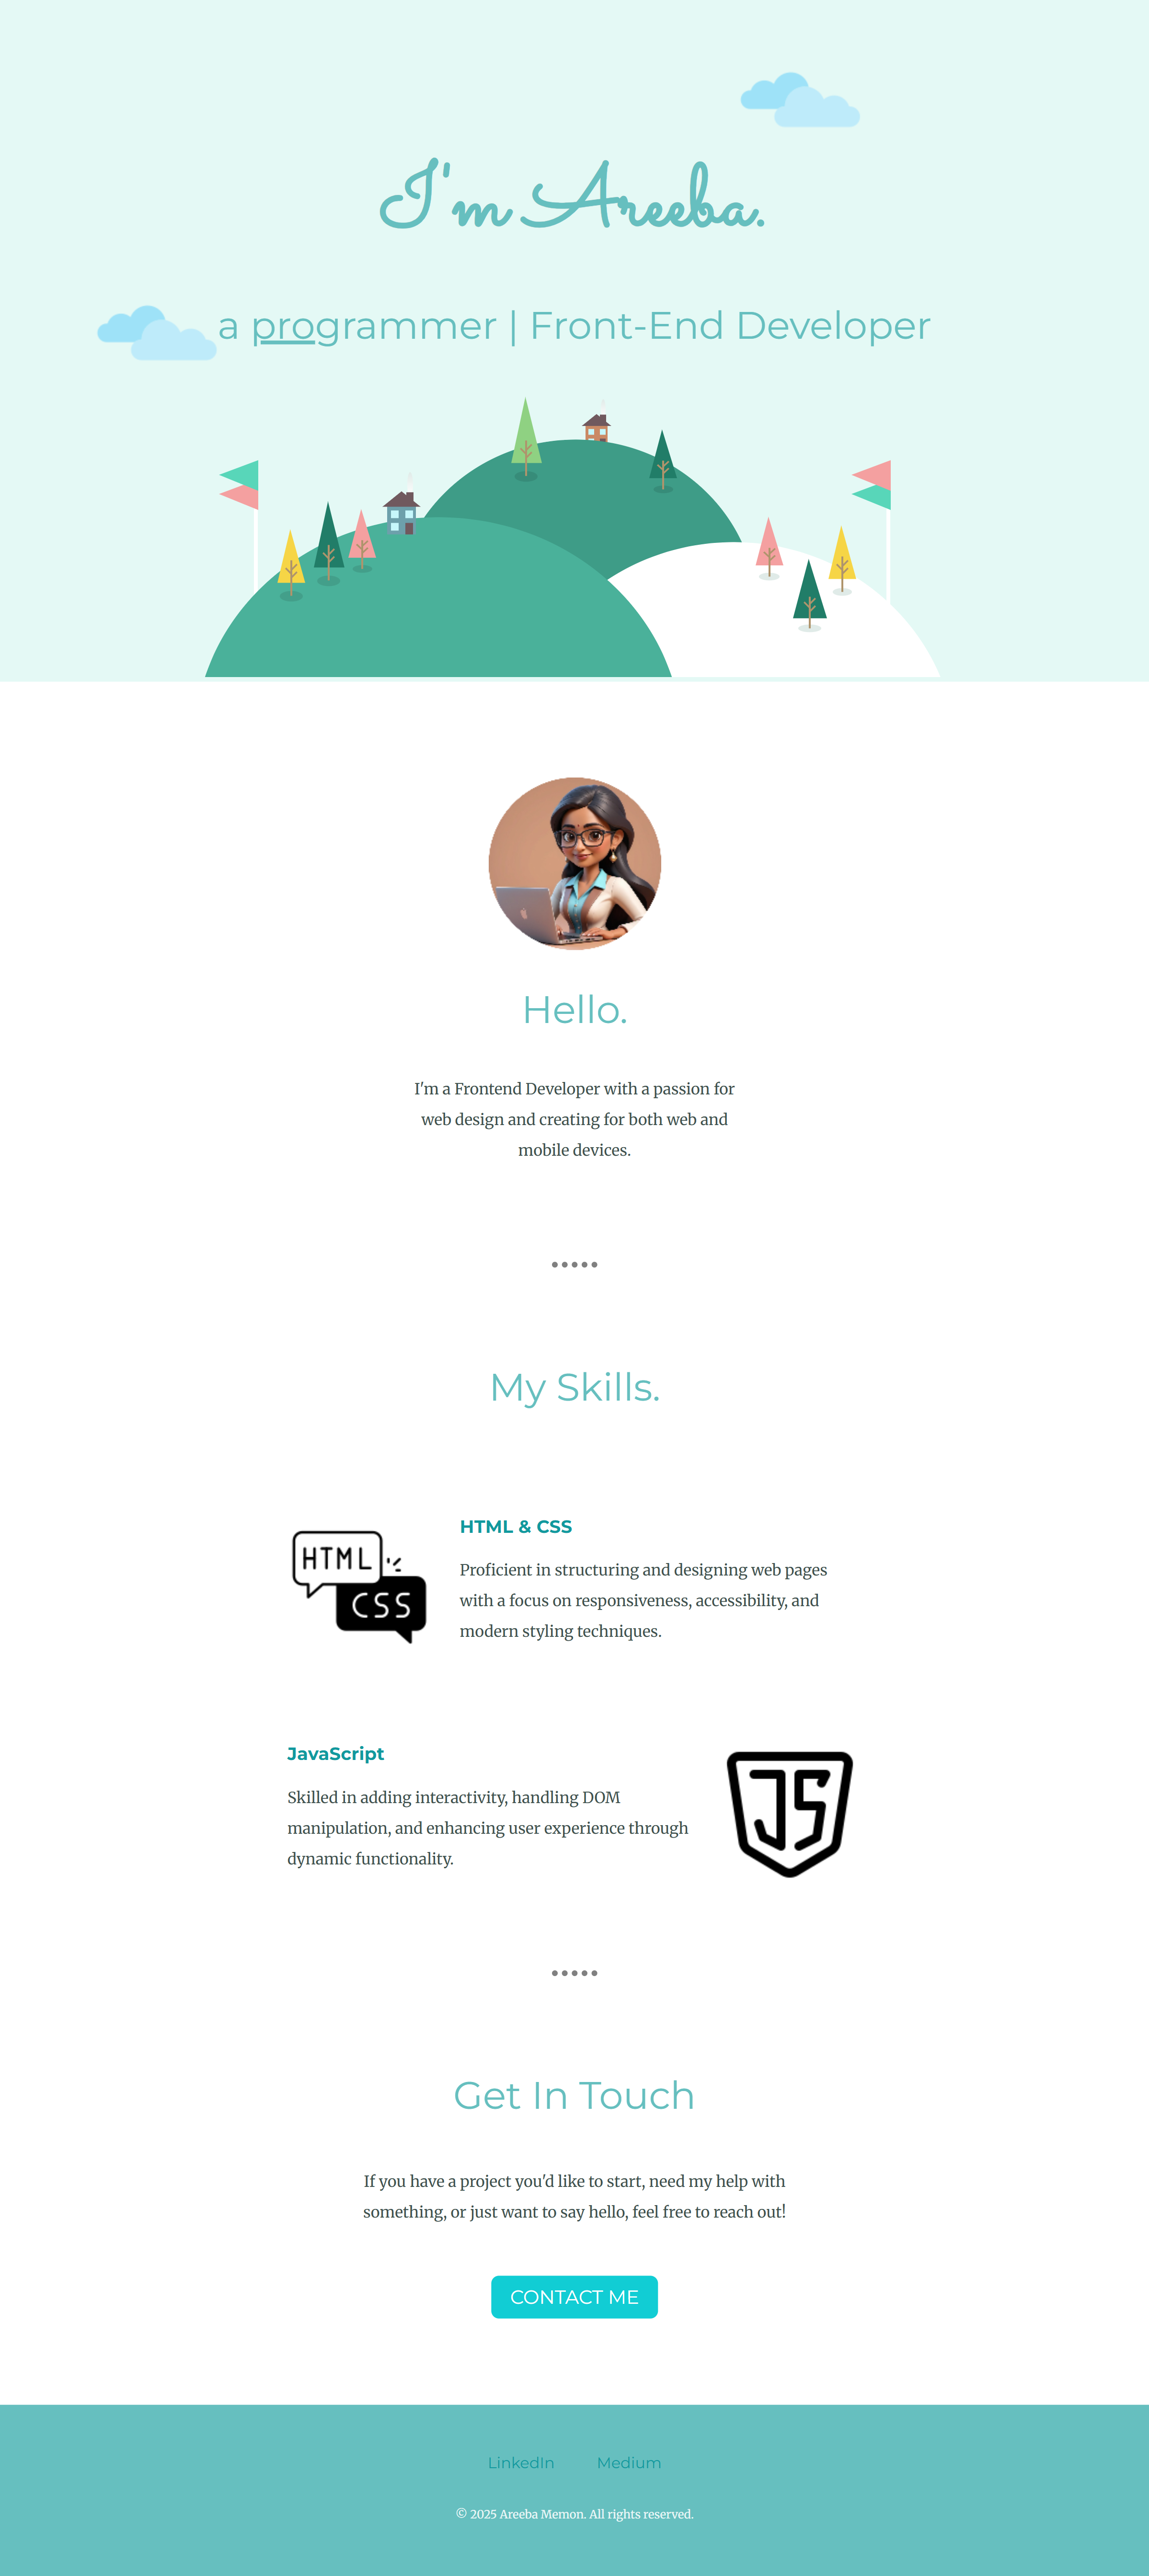 I'm Areeba.
a programmer | Front-End Developer
Hello.
I'm a Frontend Developer with a passion for
web design and creating for both web and
mobile devices.
My Skills.
HTML
CSS
HTML & CSS
Proficient in structuring and designing web pages
with a focus on responsiveness, accessibility, and
modern styling techniques.
JavaScript
Skilled in adding interactivity, handling DOM
manipulation, and enhancing user experience through
dynamic functionality.
JS
Get In Touch
If you have a project you'd like to start, need my help with
something, or just want to say hello, feel free to reach out!
CONTACT ME
LinkedIn Medium
© 2025 Areeba Memon. All rights reserved.